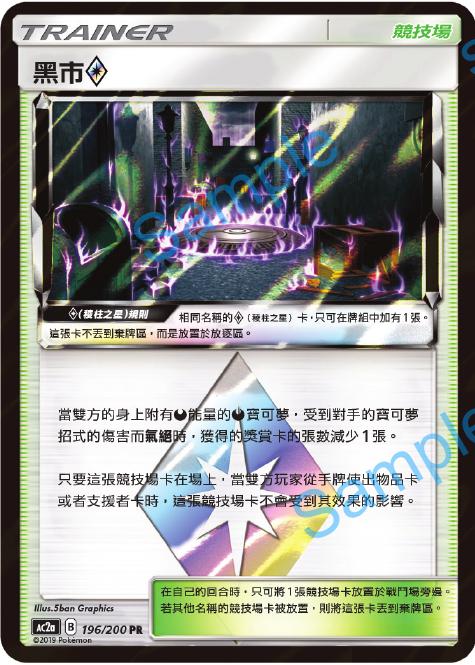 TRAINER
競技場
黑市
(稜柱之星)規則 相同名稱的 (稜柱之星) 卡,只可在牌組中加有1張。
這張卡不丟到棄牌區,而是放置於放逐區。
當雙方的身上附有能量的寶可夢,受到對手的寶可夢
招式的傷害而氣絕時,獲得的獎賞卡的張數減少1張。
只要這張競技場卡在場上,當雙方玩家從手牌使出物品卡
或者支援者卡時,這張競技場卡不會受到其效果的影響。
在自己的回合時,只可將1張競技場卡放置於戰鬥場旁邊。
若其他名稱的競技場卡被放置,則將這張卡丟到棄牌區。
Illus.5ban Graphics
AC2a B 196/200 PR
©2019 Pokémon
Sample
Sample
S